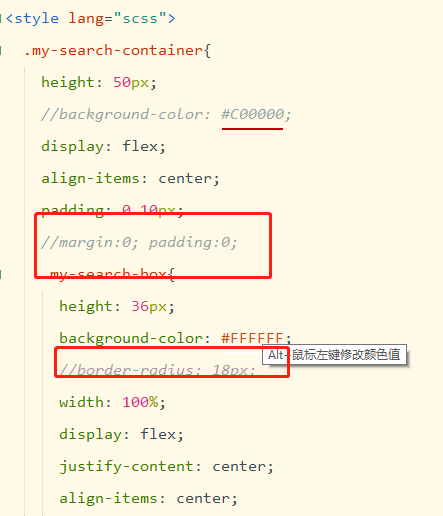 <style lang="scss">
.my-search-container{
height: 50px;
//background-color: #C00000;
display: flex;
align-items: center;
padding: 0 10px;
//margin:0; padding:0;
.my-search-box{
height: 36px;
background-color: #FFFFFF;
Alt+鼠标左键修改颜色值
//border-radius: 18px;
width: 100%;
display: flex;
justify-content: center;
align-items: center;